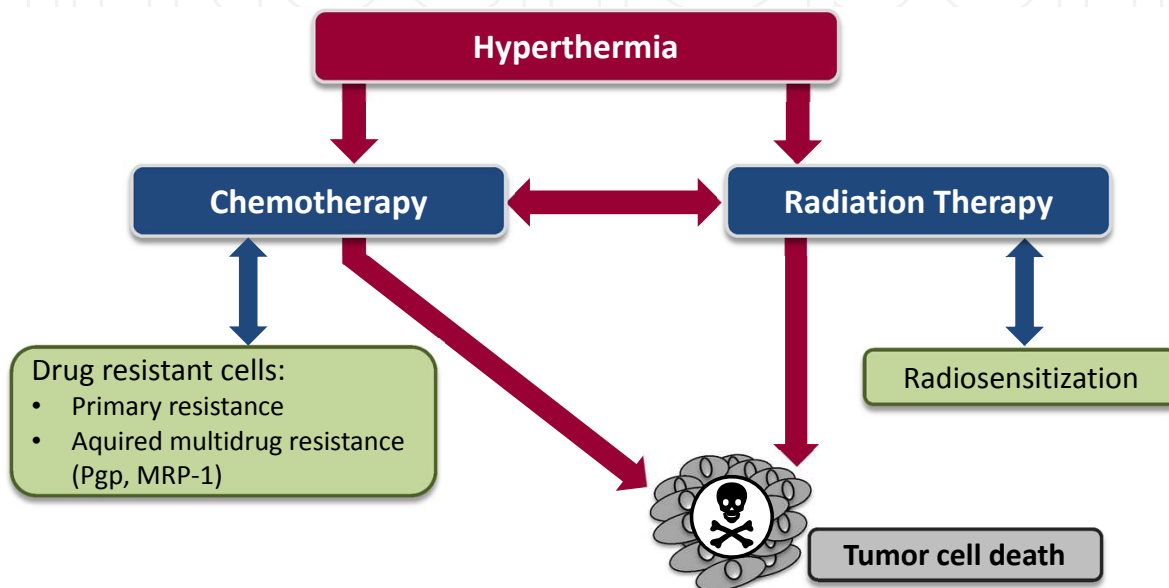 Hyperthermia
Chemotherapy
Radiation Therapy
Drug resistant cells:
• Primary resistance
• Aquired multidrug resistance
(Pgp, MRP-1)
Radiosensitization
Tumor cell death